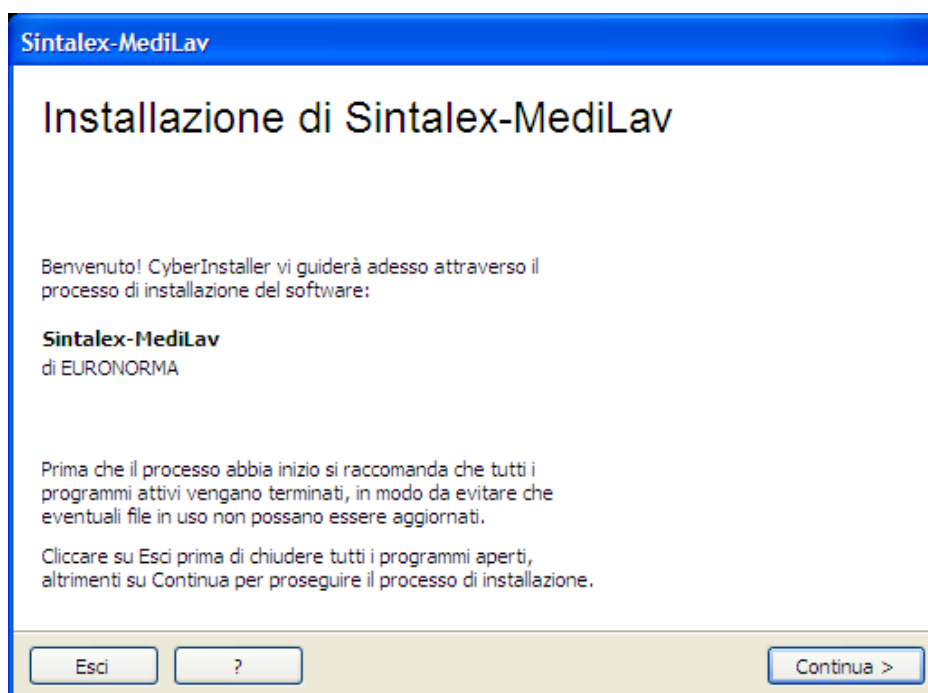 Sintalex-MediLav
Installazione di Sintalex-MediLav
Benvenuto! CyberInstaller vi guiderà adesso attraverso il
processo di installazione del software:
Sintalex-MediLav
di EURONORMA
Prima che il processo abbia inizio si raccomanda che tutti i
programmi attivi vengano terminati, in modo da evitare che
eventuali file in uso non possano essere aggiornati.
Cliccare su Esci prima di chiudere tutti i programmi aperti,
altrimenti su Continua per proseguire il processo di installazione.
Esci ? Continua >